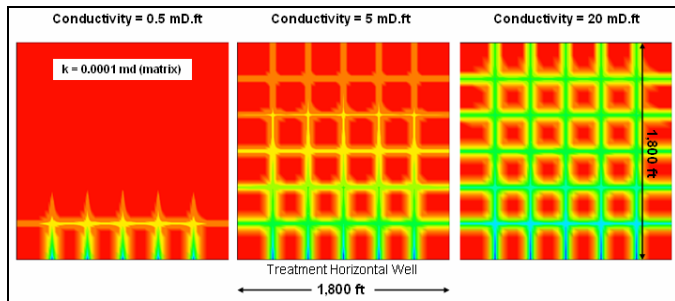 Conductivity = 0.5 mD.ft
Conductivity = 5 mD.ft
Conductivity = 20 mD.ft
k = 0.0001 md (matrix)
1,800 ft
Treatment Horizontal Well
1,800 ft